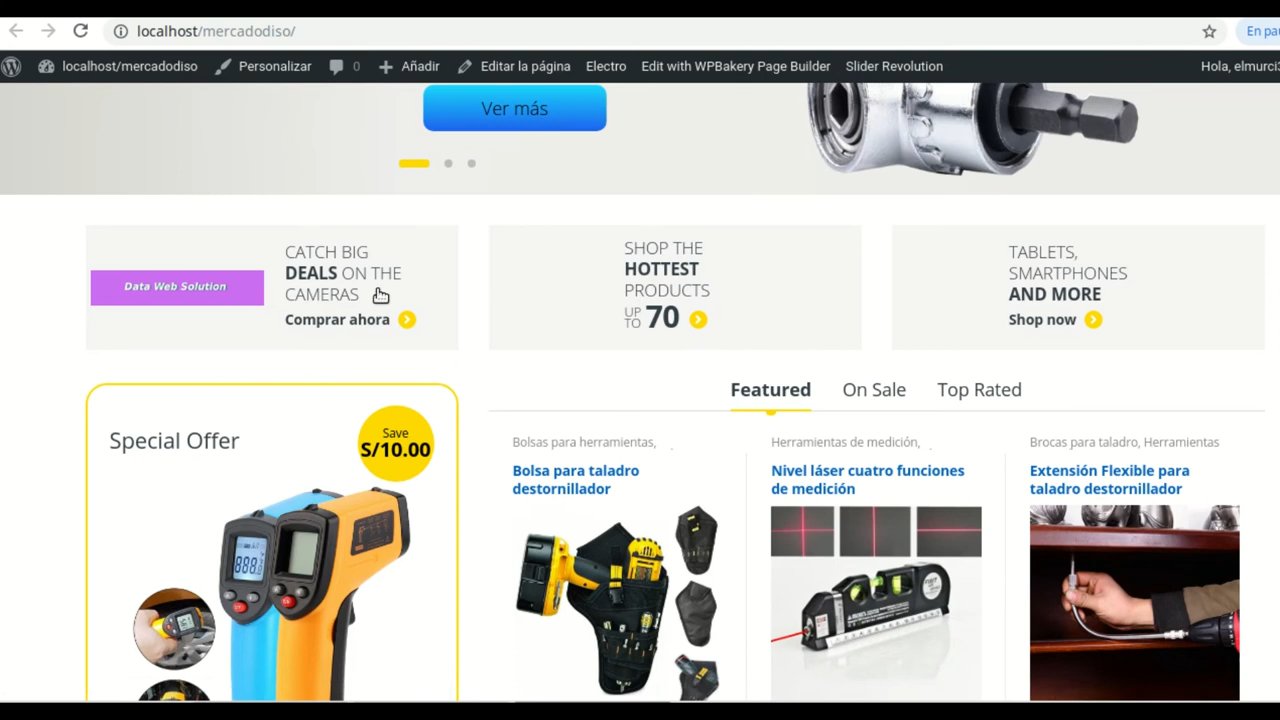 localhost/mercadodiso/
En pau
localhost/mercadodiso
Personalizar
0
Añadir
Editar la página
Electro
Edit with WPBakery Page Builder
Slider Revolution
Hola, elmurci3
Ver más
Data Web Solution
CATCH BIG
DEALS ON THE
CAMERAS
Comprar ahora
SHOP THE
HOTTEST
PRODUCTS
UP TO 70
TABLETS,
SMARTPHONES
AND MORE
Shop now
Featured
On Sale
Top Rated
Special Offer
Save
S/10.00
Bolsas para herramientas,
Bolsa para taladro
destornillador
Herramientas de medición,
Nivel láser cuatro funciones
de medición
Brocas para taladro, Herramientas
Extensión Flexible para
taladro destornillador